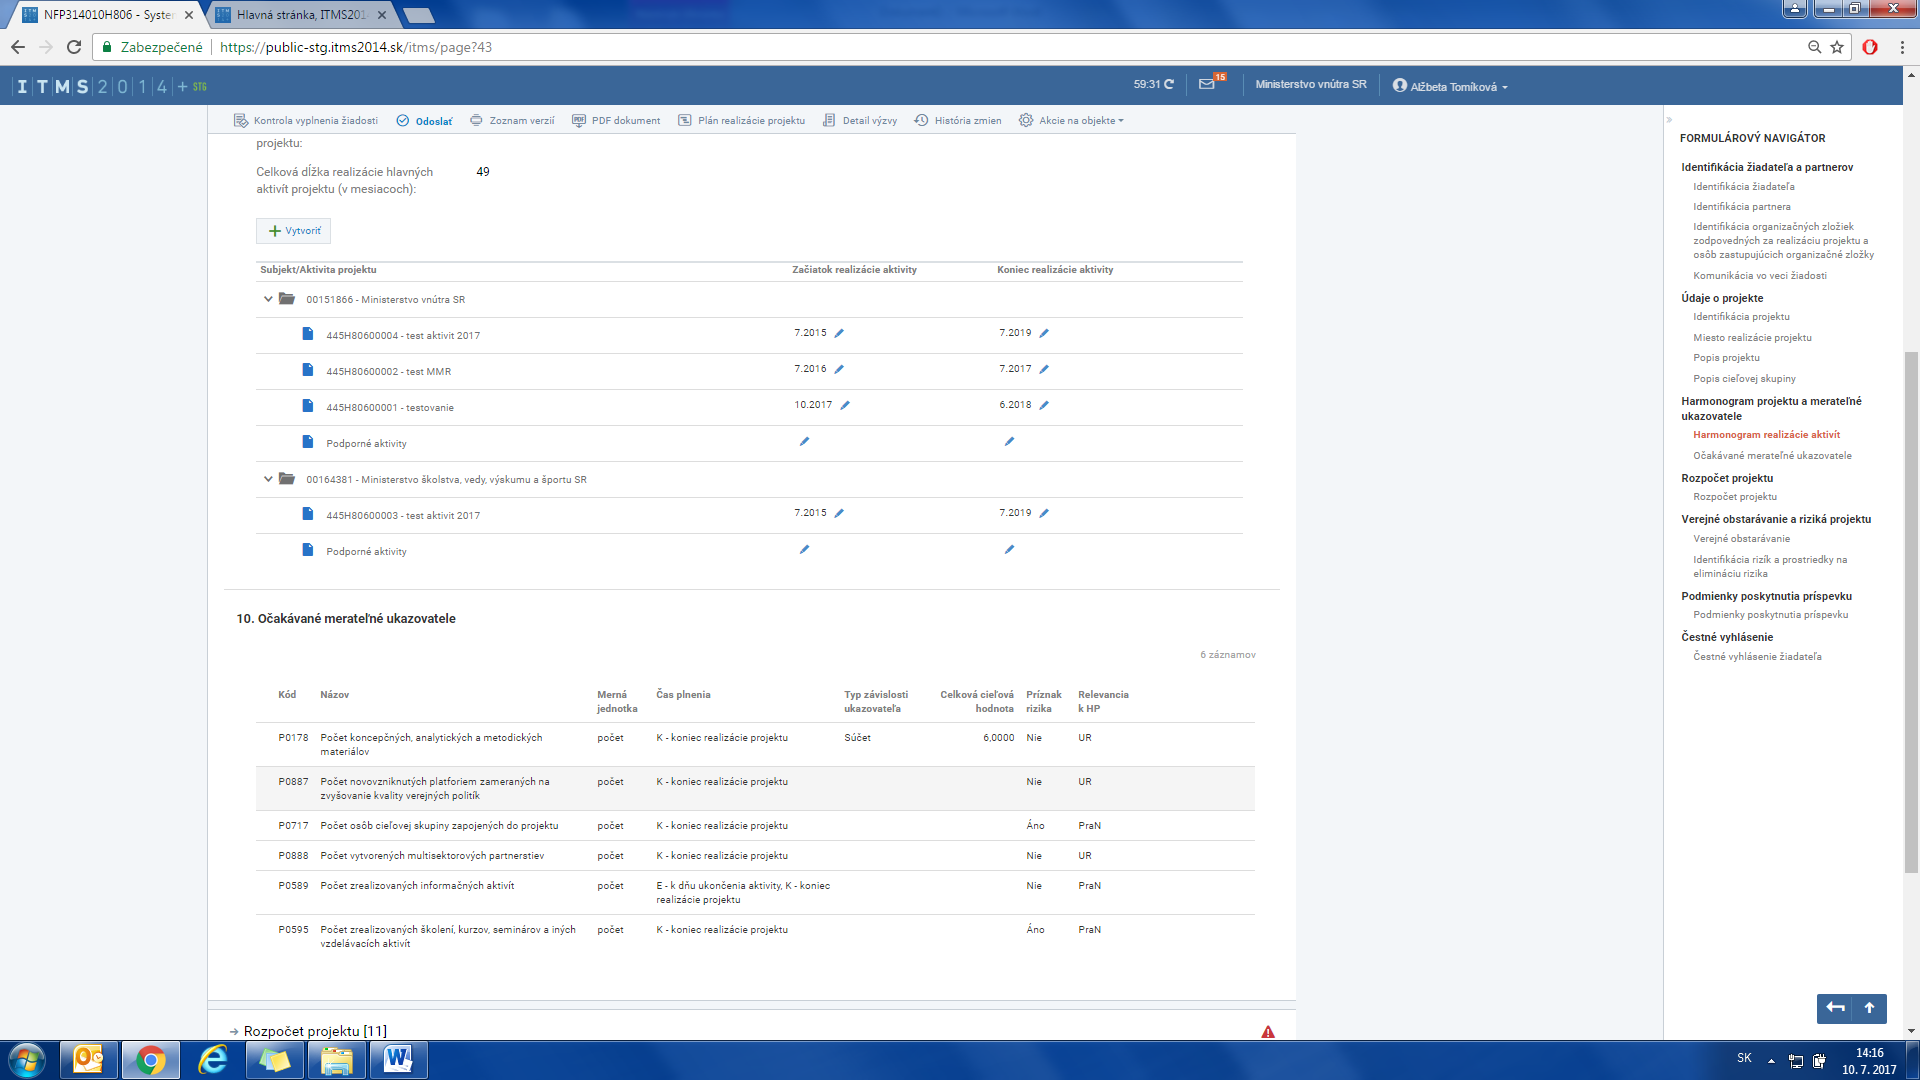 NFP314010H806 - Syster
Hlavná stránka, ITMS201
Zabezpečené
https://public-stg.itms2014.sk/itms/page?43
ITMS2014+ STG
59:31
15
Ministerstvo vnútra SR
Alžbeta Tomíková
Kontrola vyplnenia žiadosti
Odoslať
Zoznam verzií
PDF dokument
Plán realizácie projektu
Detail výzvy
História zmien
Akcie na objekte
projektu:
Celková dĺžka realizácie hlavných 49
aktivít projektu (v mesiacoch):
Vytvoriť
Subjekt/Aktivita projektu Začiatok realizácie aktivity Koniec realizácie aktivity
00151866 - Ministerstvo vnútra SR
445H80600004 - test aktivit 2017 7.2015 7.2019
445H80600002 - test MMR 7.2016 7.2017
445H80600001 - testovanie 10.2017 6.2018
Podporné aktivity
00164381 - Ministerstvo školstva, vedy, výskumu a športu SR
445H80600003 - test aktivit 2017 7.2015 7.2019
Podporné aktivity
10. Očakávané merateľné ukazovatele
6 záznamov
Kód Názov Merná Čas plnenia Typ závislosti Celková cieľová Príznak Relevancia
jednotka ukazovateľa hodnota rizika k HP
P0178 Počet koncepčných, analytických a metodických počet K - koniec realizácie projektu Súčet 6,0000 Nie UR
materiálov
P0887 Počet novovzniknutých platforiem zameraných na počet K - koniec realizácie projektu Nie UR
zvyšovanie kvality verejných politík
P0717 Počet osôb cieľovej skupiny zapojených do projektu počet K - koniec realizácie projektu Áno PraN
P0888 Počet vytvorených multisektorových partnerstiev počet K - koniec realizácie projektu Nie UR
P0589 Počet zrealizovaných informačných aktivít počet E - k dňu ukončenia aktivity, K - koniec Nie PraN
realizácie projektu
P0595 Počet zrealizovaných školení, kurzov, seminárov a iných počet K - koniec realizácie projektu Áno PraN
vzdelávacích aktivít
Rozpočet projektu [11]
FORMULÁROVÝ NAVIGÁTOR
Identifikácia žiadateľa a partnerov
Identifikácia žiadateľa
Identifikácia partnera
Identifikácia organizačných zložiek
zodpovedných za realizáciu projektu a
osôb zastupujúcich organizačné zložky
Komunikácia vo veci žiadosti
Údaje o projekte
Identifikácia projektu
Miesto realizácie projektu
Popis projektu
Popis cieľovej skupiny
Harmonogram projektu a merateľné
ukazovatele
Harmonogram realizácie aktivít
Očakávané merateľné ukazovatele
Rozpočet projektu
Rozpočet projektu
Verejné obstarávanie a riziká projektu
Verejné obstarávanie
Identifikácia rizík a prostriedky na
elimináciu rizika
Podmienky poskytnutia príspevku
Podmienky poskytnutia príspevku
Čestné vyhlásenie
Čestné vyhlásenie žiadateľa
SK
14:16
10. 7. 2017